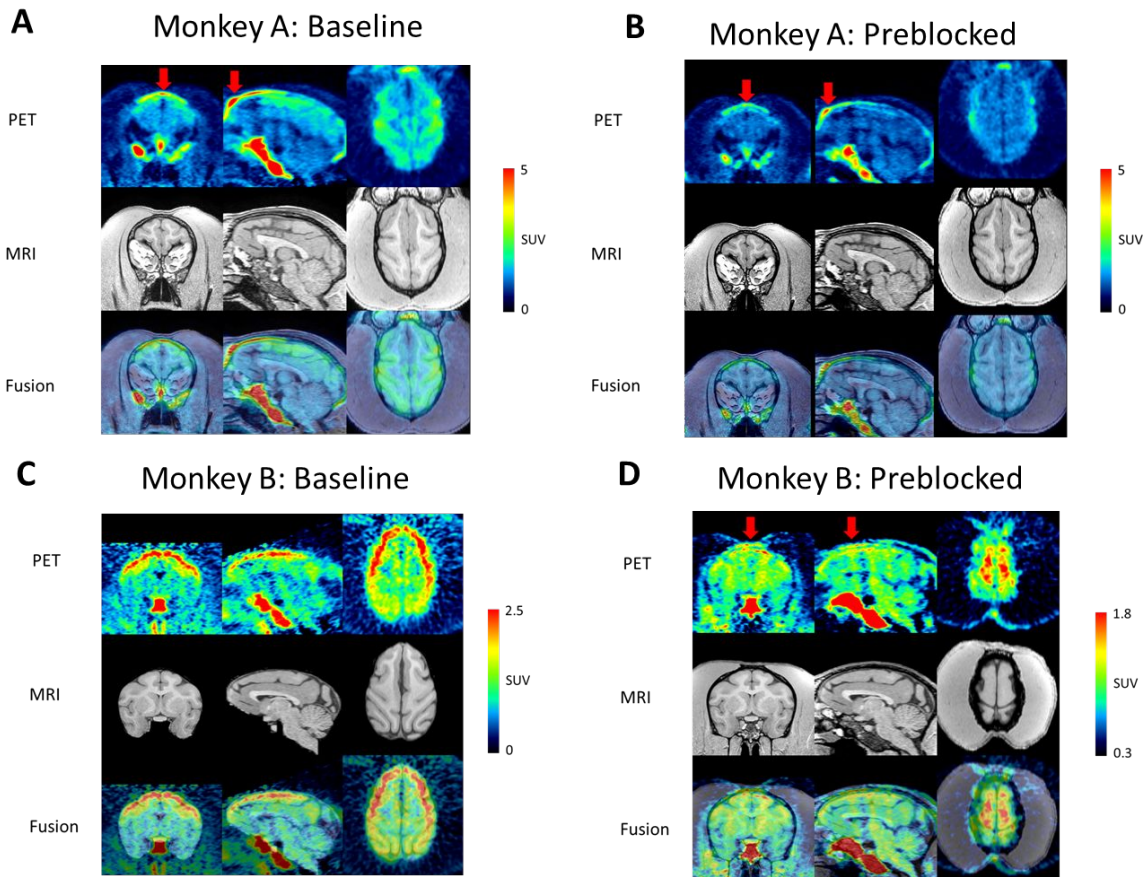 A
Monkey A: Baseline
PET
MRI
Fusion
5
SUV
0
B
Monkey A: Preblocked
PET
MRI
Fusion
5
SUV
0
C
Monkey B: Baseline
PET
MRI
Fusion
2.5
SUV
0
D
Monkey B: Preblocked
PET
MRI
Fusion
1.8
SUV
0.3